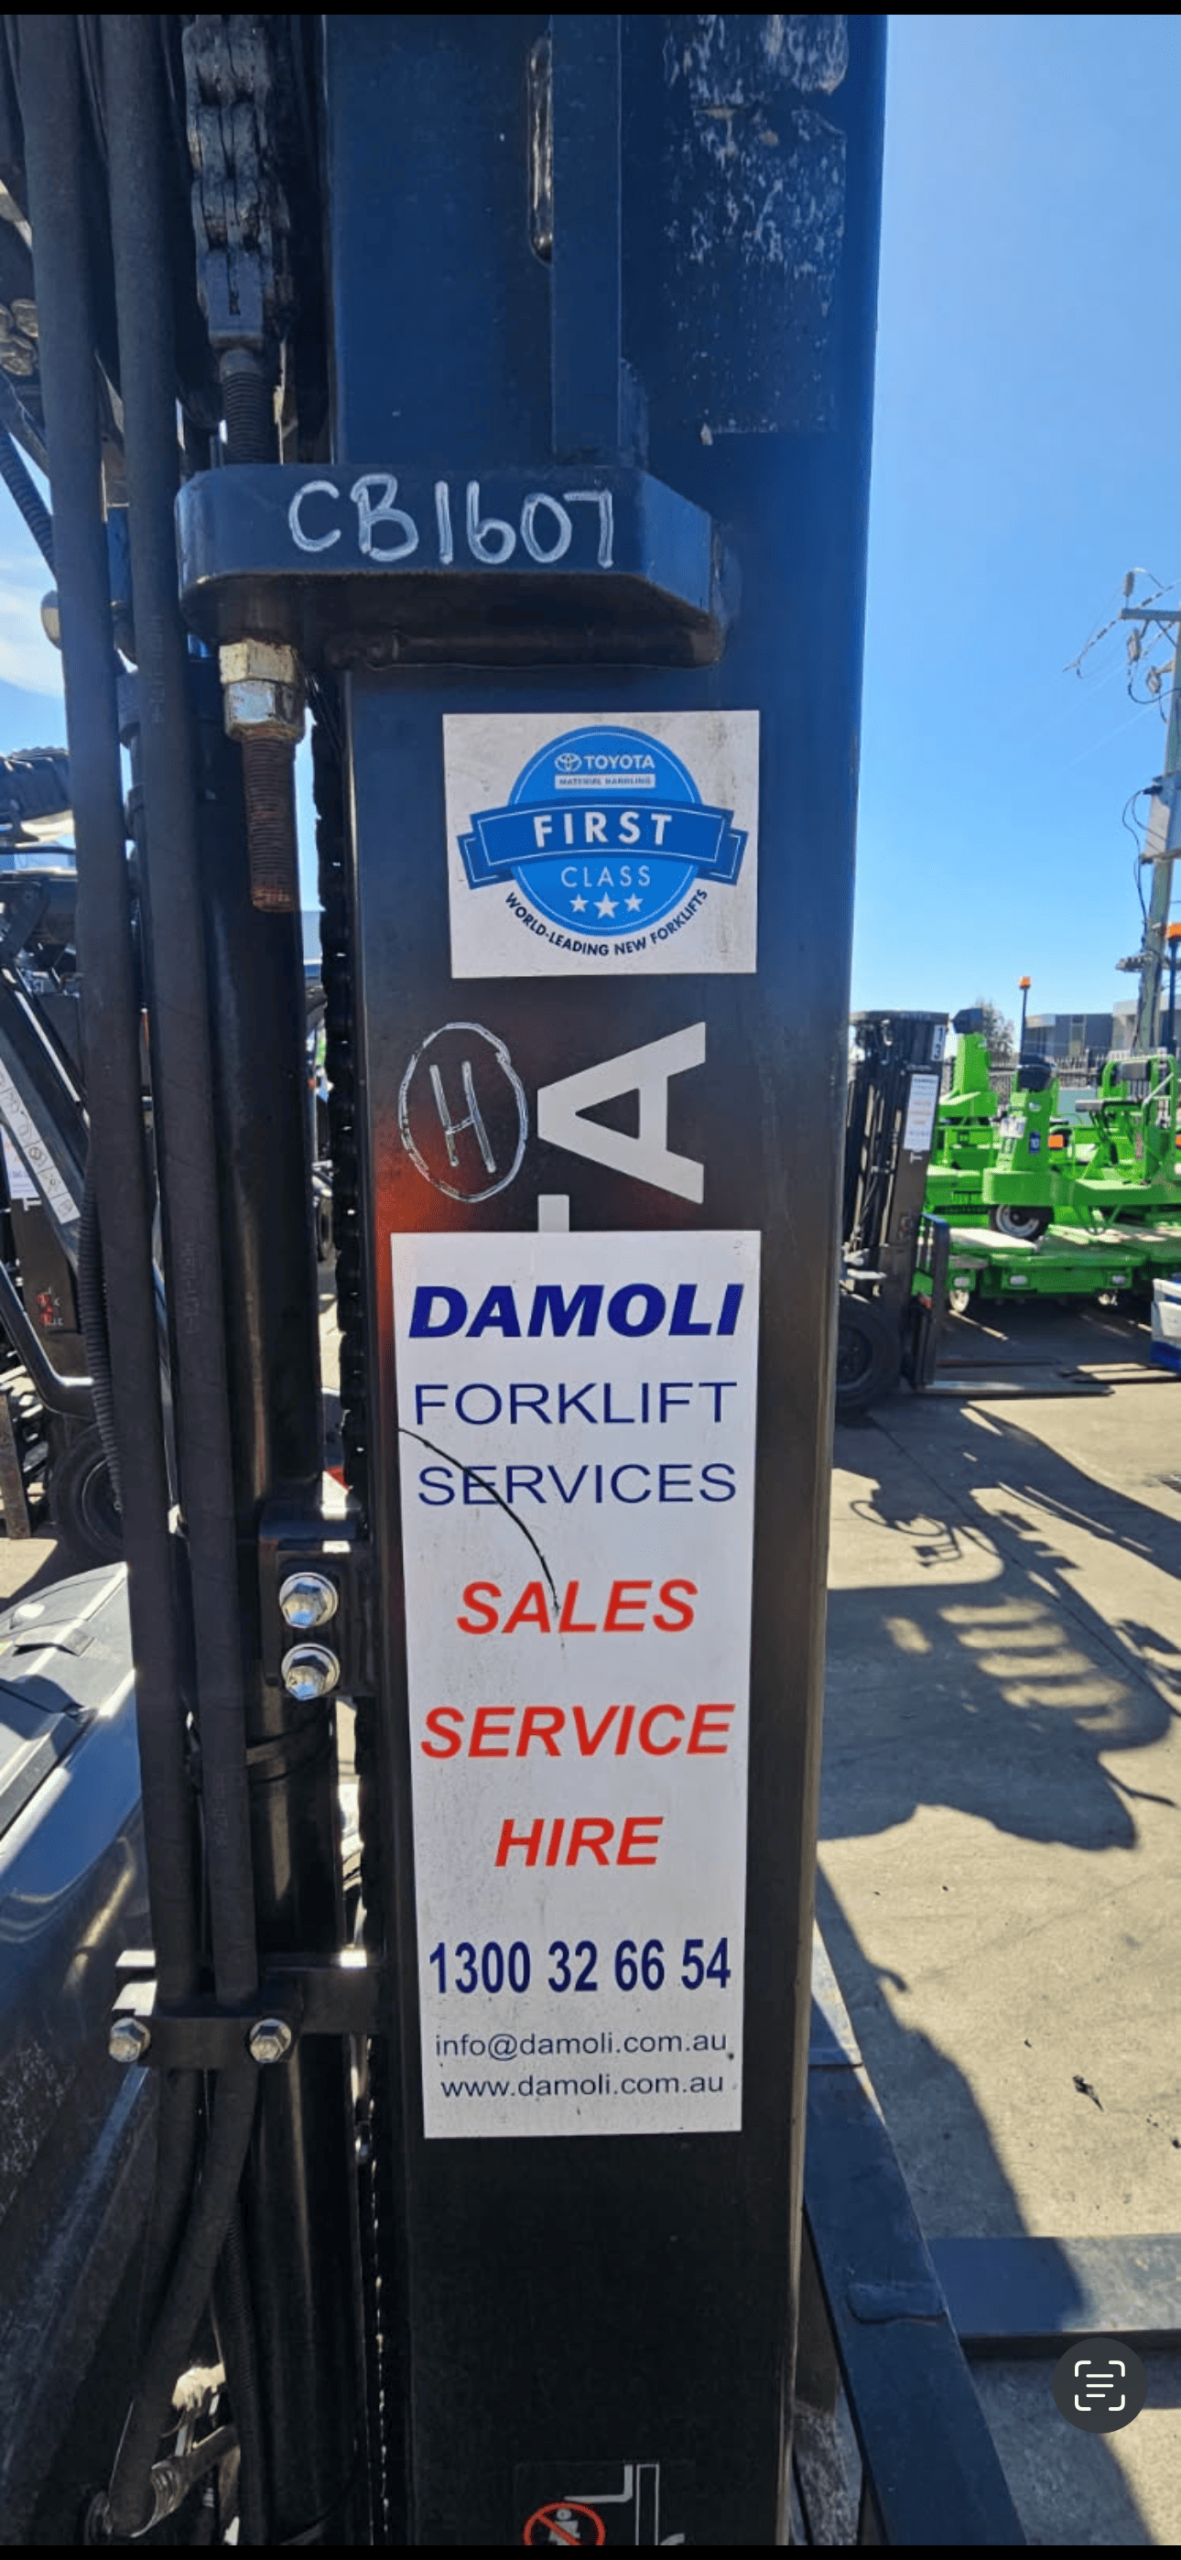 CB1607
TOYOTA
MATERIAL HANDLING
FIRST
CLASS
WORLD-LEADING NEW FORKLIFTS
H
TA
DAMOLI
FORKLIFT
SERVICES
SALES
SERVICE
HIRE
1300 32 66 54
info@damoli.com.au
www.damoli.com.au